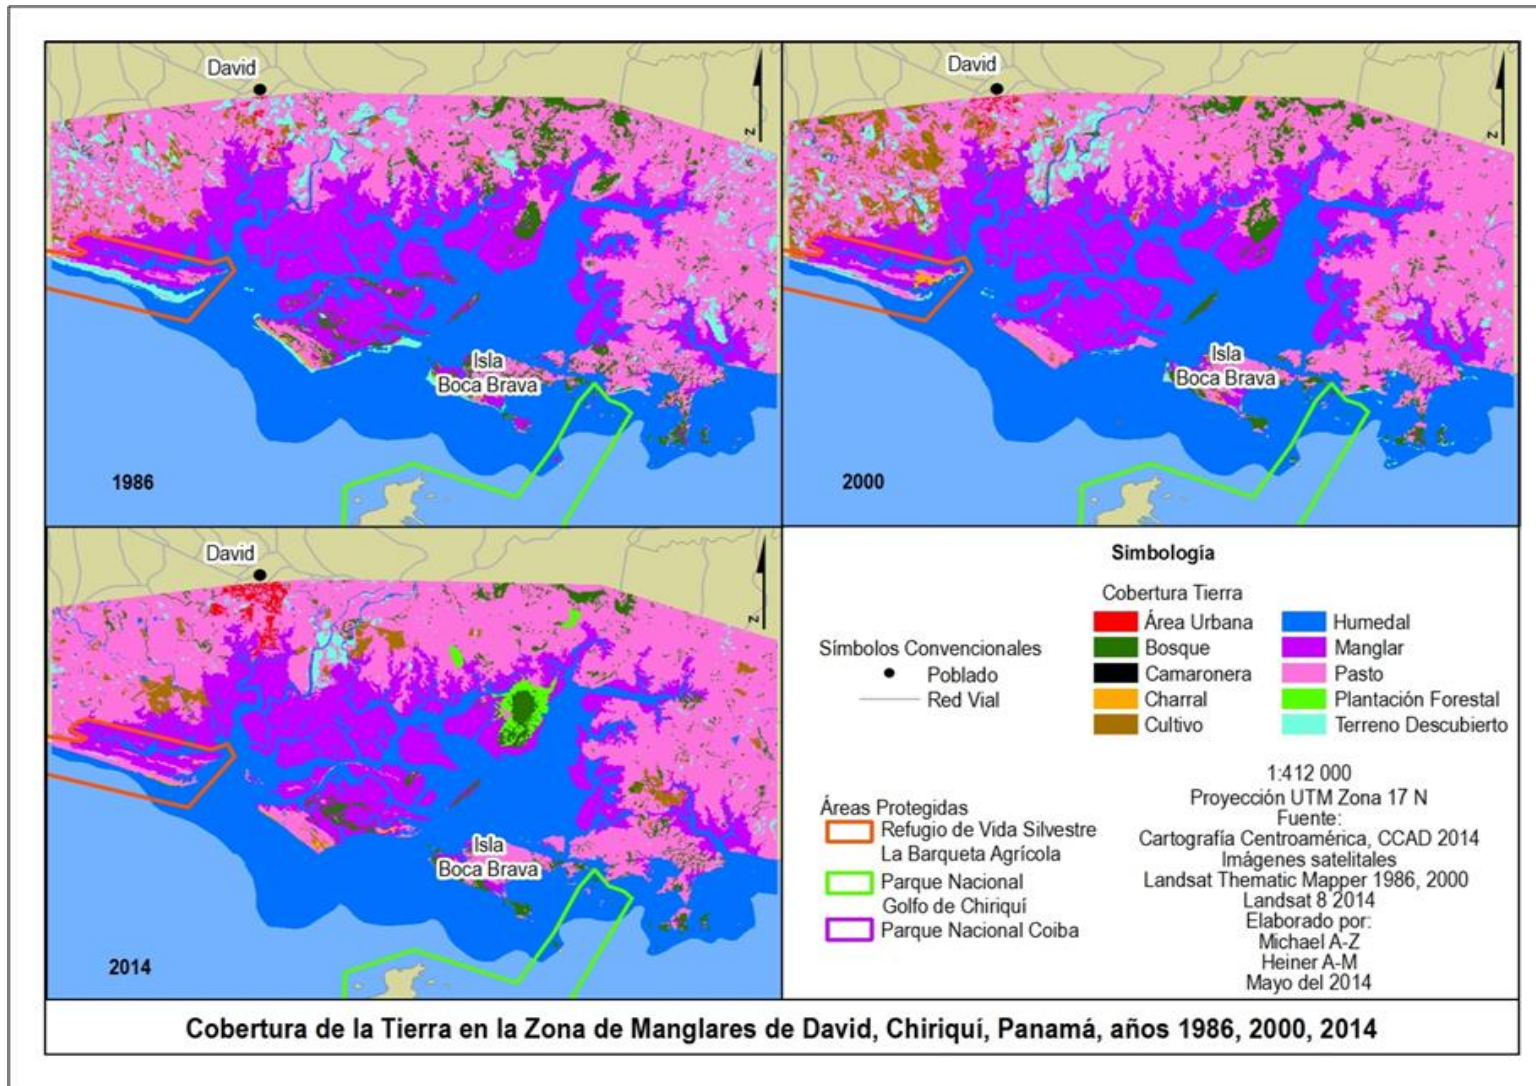 David
N
Isla
Boca Brava
1986
David
N
Isla
Boca Brava
2000
David
N
Isla
Boca Brava
2014
Simbología
Símbolos Convencionales
Poblado
Red Vial
Cobertura Tierra
Área Urbana
Bosque
Camaronera
Charral
Cultivo
Humedal
Manglar
Pasto
Plantación Forestal
Terreno Descubierto
Áreas Protegidas
Refugio de Vida Silvestre
La Barqueta Agrícola
Parque Nacional
Golfo de Chiriquí
Parque Nacional Coiba
1:412 000
Proyección UTM Zona 17 N
Fuente:
Cartografía Centroamérica, CCAD 2014
Imágenes satelitales
Landsat Thematic Mapper 1986, 2000
Landsat 8 2014
Elaborado por:
Michael A-Z
Heiner A-M
Mayo del 2014
Cobertura de la Tierra en la Zona de Manglares de David, Chiriquí, Panamá, años 1986, 2000, 2014